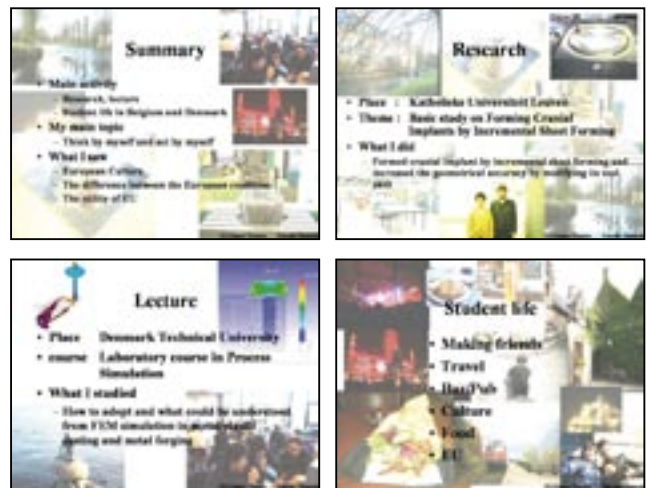 Summary
• Main activity
– Research, lecture
– Student life in Belgium and Denmark
• My main topic
– Think by myself and act by myself
• What I saw
– European Culture
– The difference between the European countries
– The utility of EU
Research
• Place : Katholieke Universiteit Leuven
• Theme : Basic study on Forming Cranial
Implants by Incremental Sheet Forming
• What I did
– Formed cranial implant by incremental sheet forming and
increased the geometrical accuracy by modifying its tool
path
Lecture
• Place Denmark Technical University
• course Laboratory course in Process
Simulation
• What I studied
– How to adopt and what could be understood
from FEM simulation in metal
casting and metal forging
Student life
• Making friends
• Travel
• Bar/Pub
• Culture
• Food
• EU